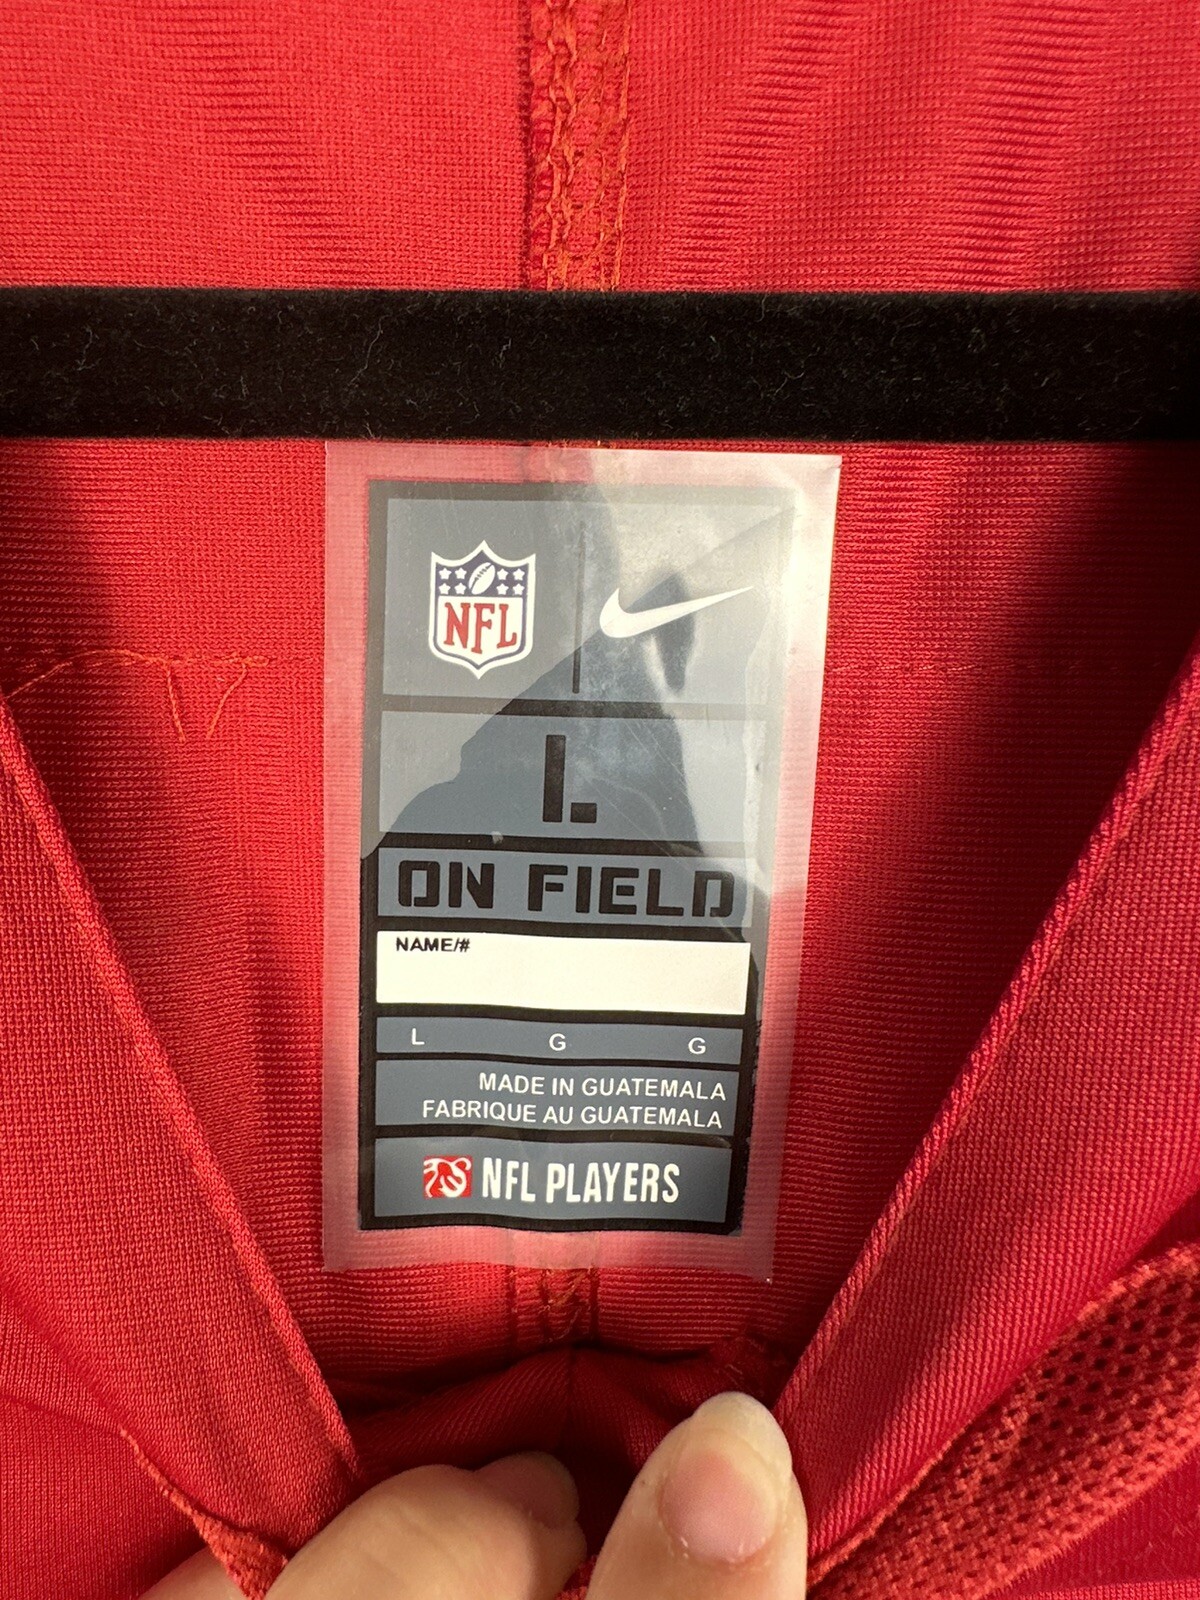 NFL
L
ON FIELD
NAME/#
L G G
MADE IN GUATEMALA
FABRIQUE AU GUATEMALA
NFL PLAYERS